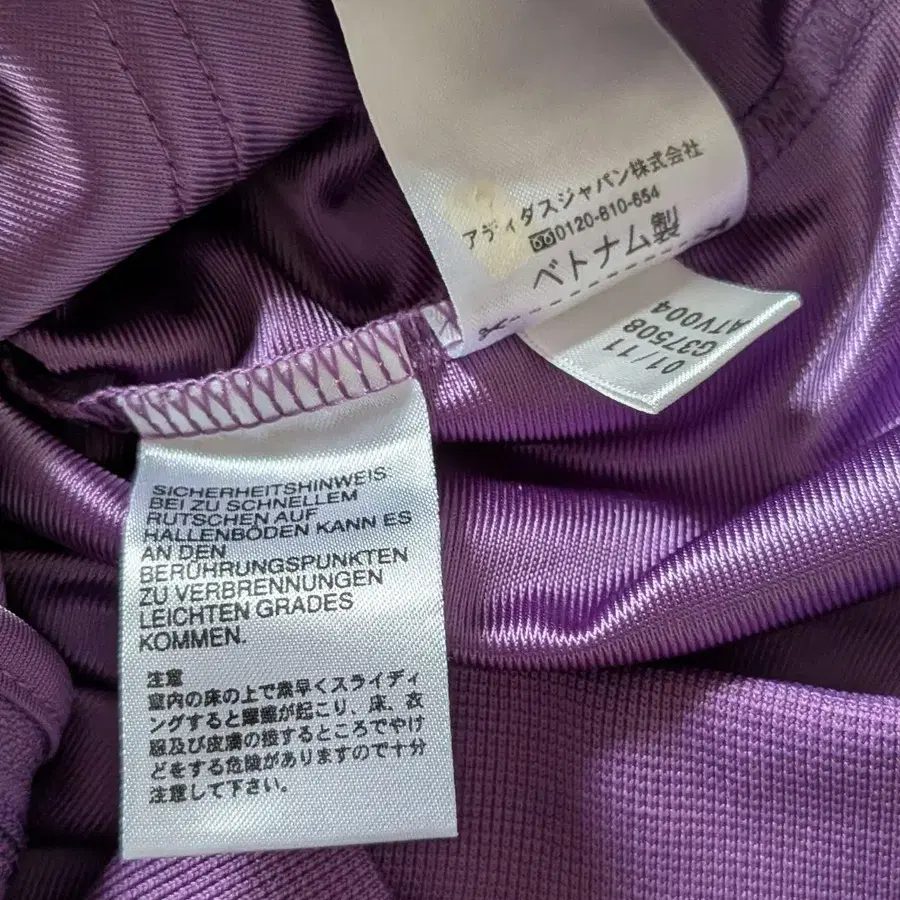 アディダスジャパン株式会社
0120-810-654
ベトナム製
01/11
G37508
ATV004
SICHERHEITSHINWEIS
BEI ZU SCHNELLEM
RUTSCHEN AUF
HALLENBÖDEN KANN ES
AN DEN
BERÜHRUNGSPUNKTEN
ZU VERBRENNUNGEN
LEICHTEN GRADES
KOMMEN.
注意
室内の床の上で素早くスライディ
ングすると摩擦が起こり、床、衣
服及び皮膚の接するところでやけ
どをする危険がありますので十分
注意して下さい。